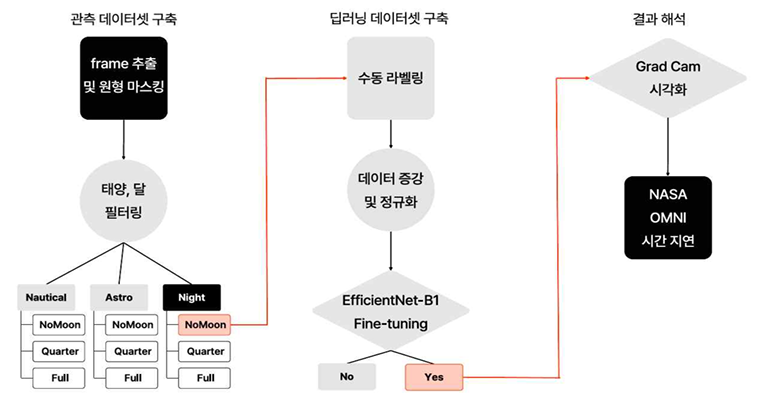 관측 데이터셋 구축
frame 추출
및 원형 마스킹
태양, 달
필터링
Nautical
NoMoon
Quarter
Full
Astro
NoMoon
Quarter
Full
Night
NoMoon
Quarter
Full
딥러닝 데이터셋 구축
수동 라벨링
데이터 증강
및 정규화
EfficientNet-B1
Fine-tuning
No
Yes
결과 해석
Grad Cam
시각화
NASA
OMNI
시간 지연